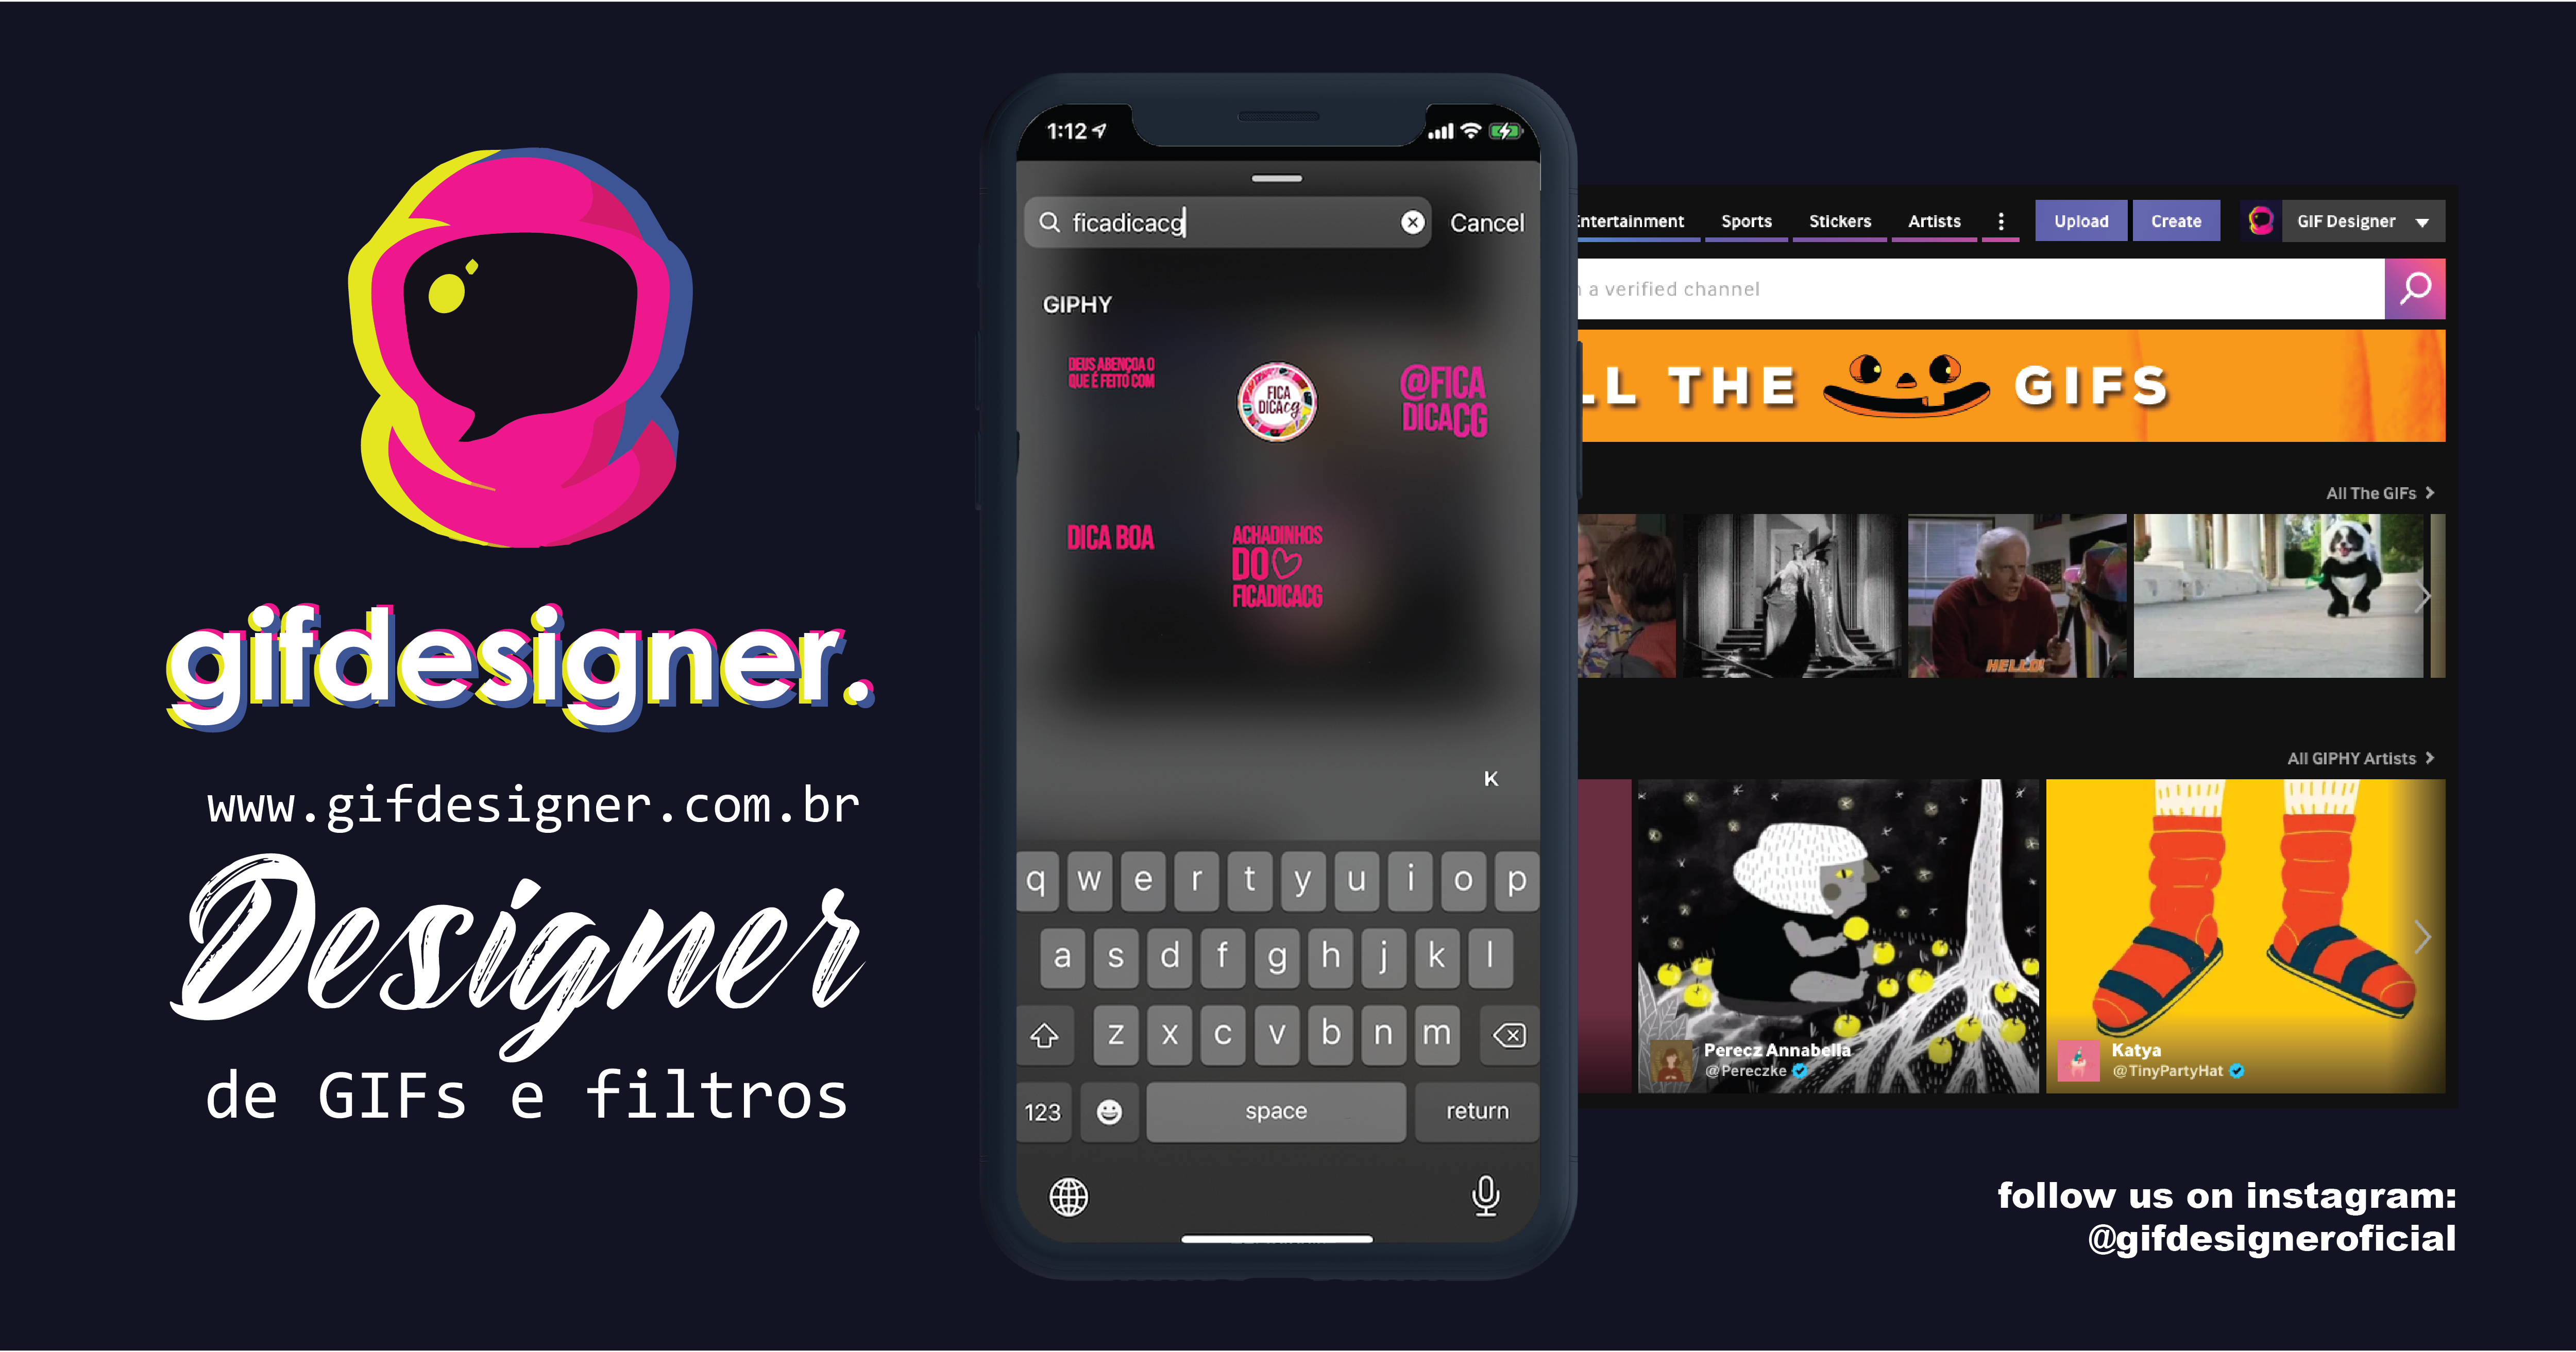 gifdesigner.
www.gifdesigner.com.br
Designer
de GIFs e filtros
1:12
ficadicacg
Cancel
GIPHY
DEUS ABENÇOA O
QUE É FEITO COM
FICA
DICAcg
@FICA
DICACG
DICA BOA
ACHADINHOS
DO
FICADICACG
K
q w e r t y u i o p
a s d f g h j k l
z x c v b n m
123
space
return
Entertainment
Sports
Stickers
Artists
Upload
Create
GIF Designer
a verified channel
LL THE GIFS
All The GIFs
HELLO!
All GIPHY Artists
Perecz Annabella
@Pereczke
Katya
@TinyPartyHat
follow us on instagram:
@gifdesigneroficial